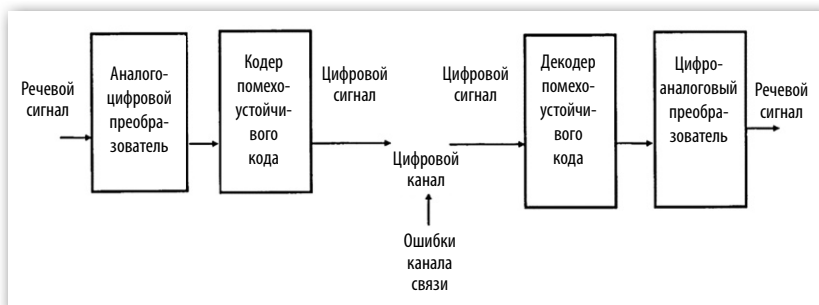 Речевой
сигнал
Аналого-
цифровой
преобра-
зователь
Кодер
помехо-
устойчи-
вого
кода
Цифровой
сигнал
Цифровой
канал
Ошибки
канала
связи
Цифровой
сигнал
Декодер
помехо-
устойчи-
вого
кода
Цифро-
аналоговый
преобра-
зователь
Речевой
сигнал